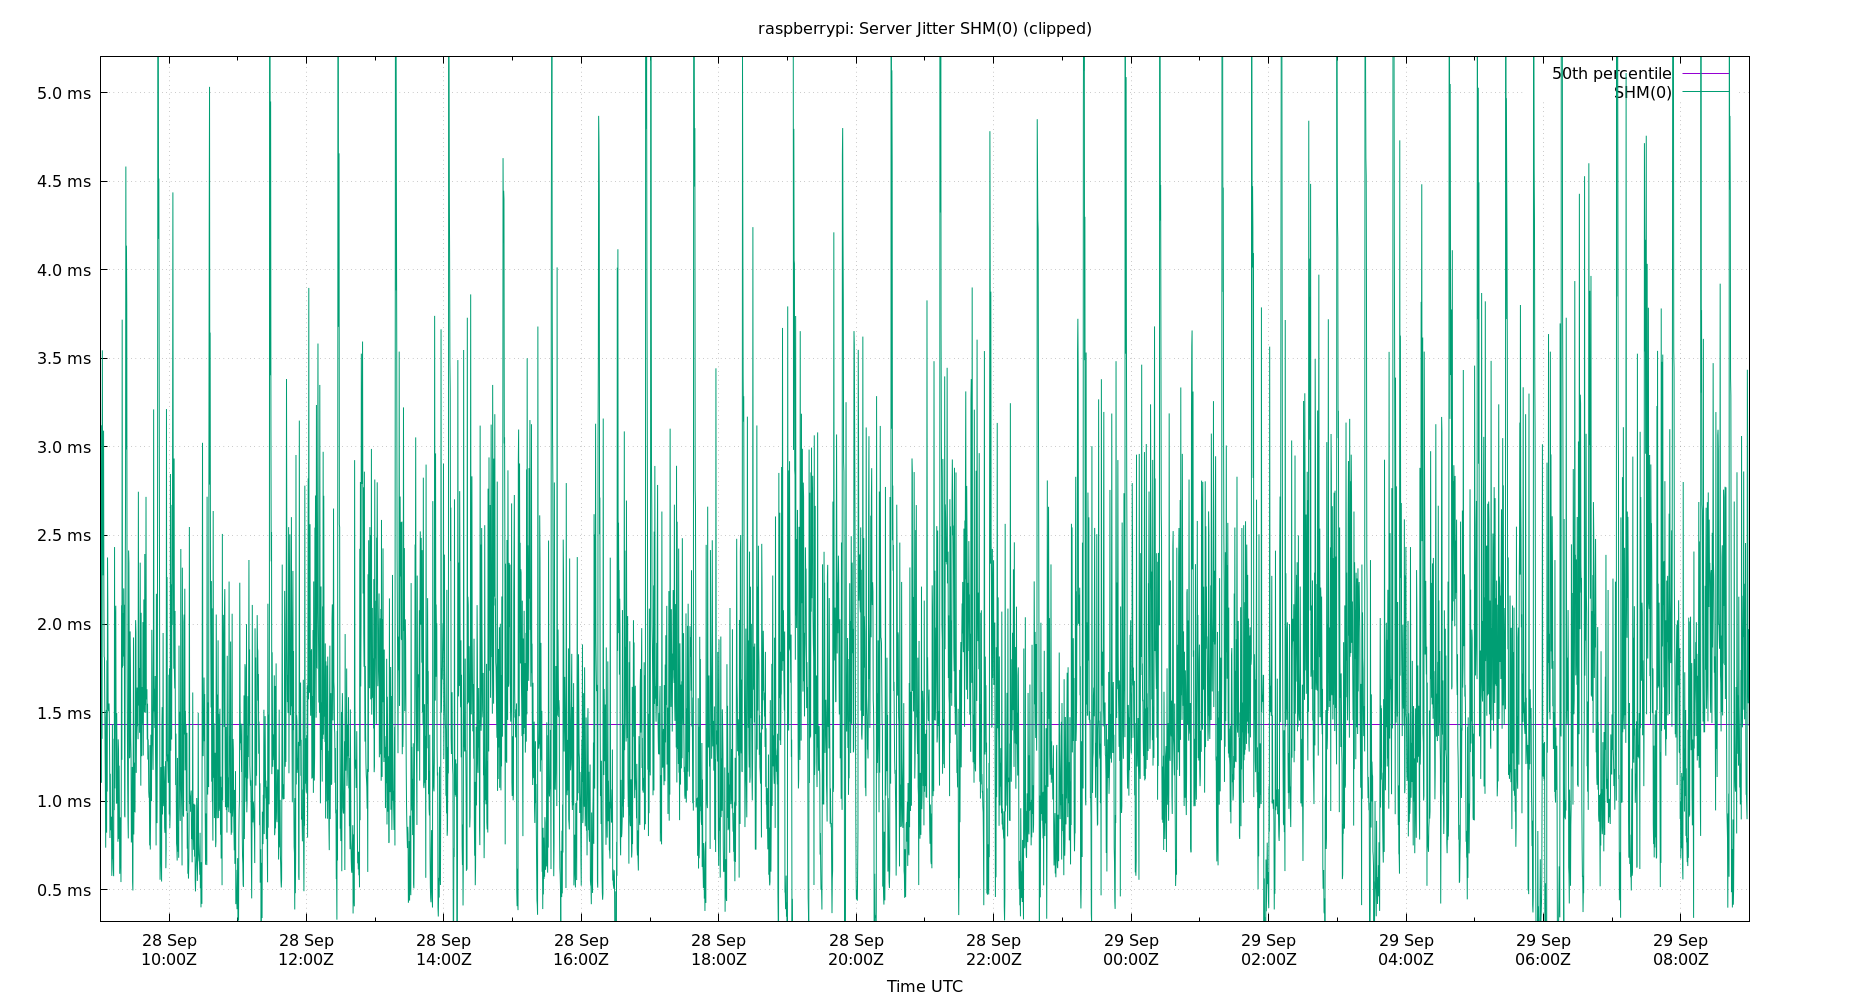 raspberrypi: Server Jitter SHM(0) (clipped)
50th percentile
SHM(0)
5.0 ms
4.5 ms
4.0 ms
3.5 ms
3.0 ms
2.5 ms
2.0 ms
1.5 ms
1.0 ms
0.5 ms
28 Sep 28 Sep 28 Sep 28 Sep 28 Sep 28 Sep 28 Sep 29 Sep 29 Sep 29 Sep 29 Sep 29 Sep
10:00Z 12:00Z 14:00Z 16:00Z 18:00Z 20:00Z 22:00Z 00:00Z 02:00Z 04:00Z 06:00Z 08:00Z
Time UTC